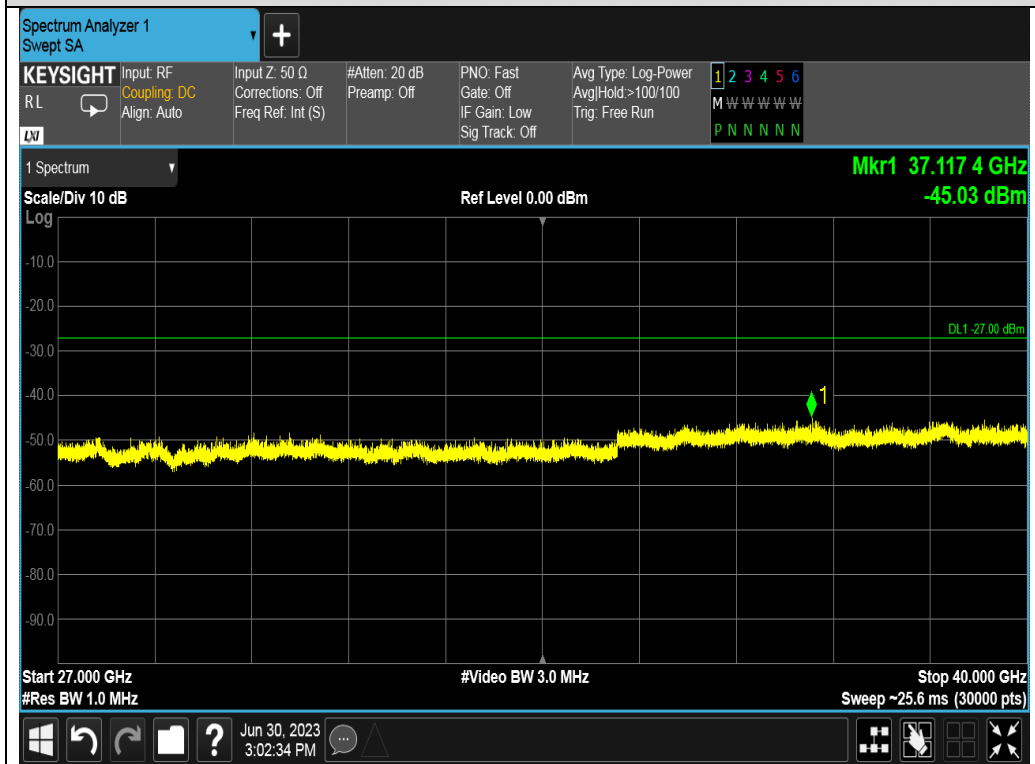 Spectrum Analyzer 1
Swept SA
KEYSIGHT
RL
LXI
Input: RF
Coupling: DC
Align: Auto
Input Z: 50 Ω
Corrections: Off
Freq Ref: Int (S)
#Atten: 20 dB
Preamp: Off
PNO: Fast
Gate: Off
IF Gain: Low
Sig Track: Off
Avg Type: Log-Power
Avg|Hold:>100/100
Trig: Free Run
1 2 3 4 5 6
M W W W W W
P N N N N N
1 Spectrum
Mkr1 37.117 4 GHz
-45.03 dBm
Scale/Div 10 dB
Ref Level 0.00 dBm
Log
-10.0
-20.0
DL1 -27.00 dBm
-30.0
-40.0
1
-50.0
-60.0
-70.0
-80.0
-90.0
Start 27.000 GHz
#Video BW 3.0 MHz
Stop 40.000 GHz
#Res BW 1.0 MHz
Sweep ~25.6 ms (30000 pts)
?
Jun 30, 2023
3:02:34 PM